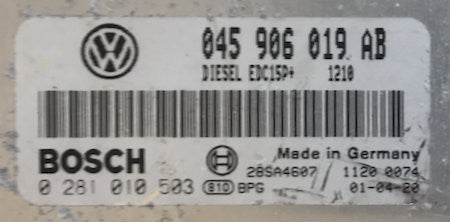 045 906 019 AB
DIESEL EDC15P+ 1210
BOSCH Made in Germany
28SA4607 1120 0074
0 281 010 503 810 BPG 01-04-20